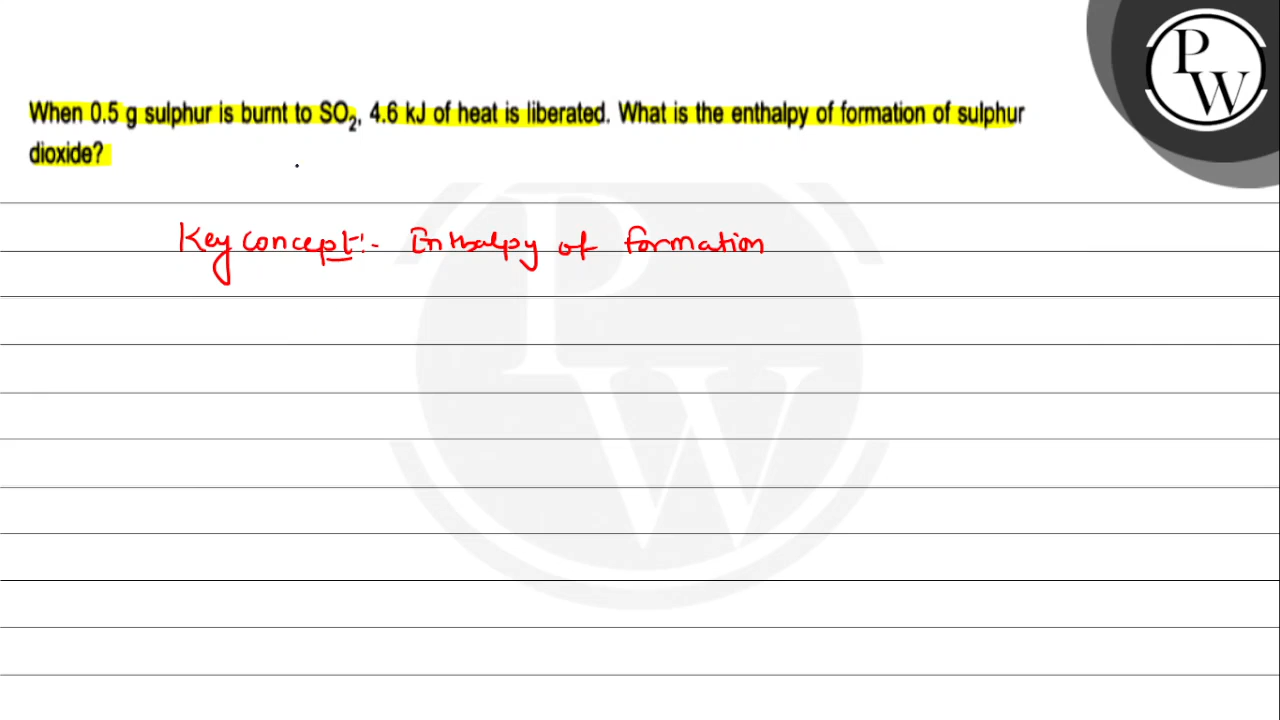 When 0.5 g sulphur is burnt to SO₂, 4.6 kJ of heat is liberated. What is the enthalpy of formation of sulphur
dioxide?
Key concept:- Enthalpy of formation
P
W
P
W